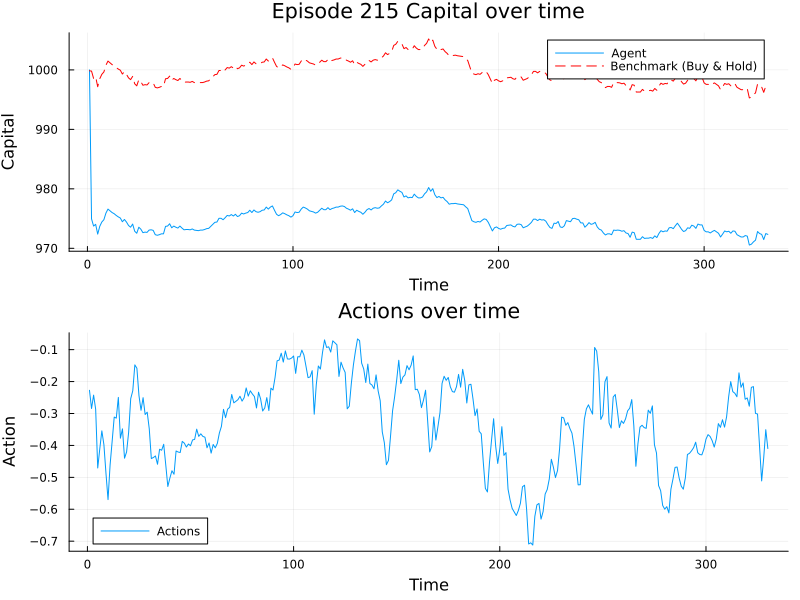 Episode 215 Capital over time
Capital
1000
990
980
970
Agent
Benchmark (Buy & Hold)
0
100
200
300
Time
Actions over time
Action
−0.1
−0.2
−0.3
−0.4
−0.5
−0.6
−0.7
Actions
0
100
200
300
Time